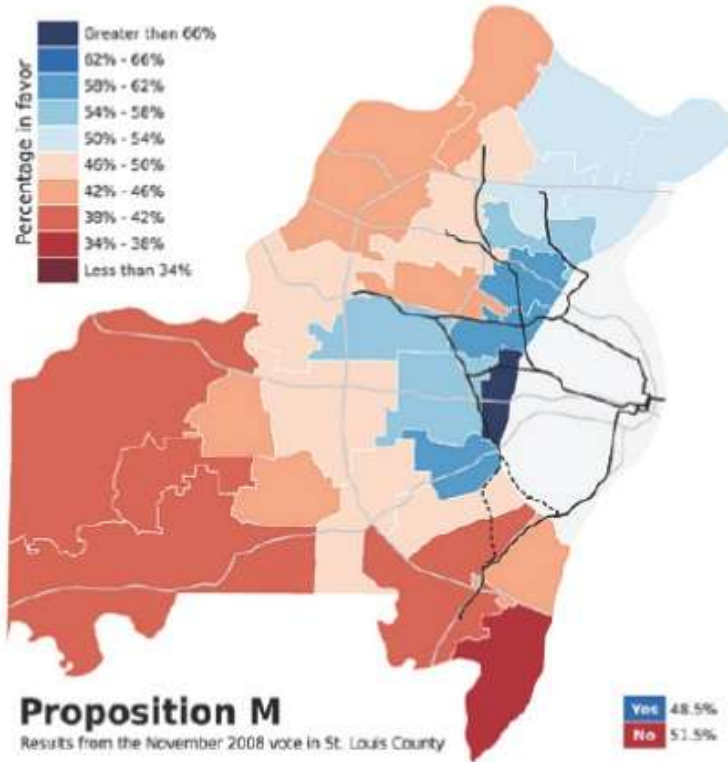 Percentage in favor
Greater than 66%
62% - 66%
58% - 62%
54% - 58%
50% - 54%
46% - 50%
42% - 46%
38% - 42%
34% - 38%
Less than 34%
Proposition M
Results from the November 2008 vote in St. Louis County
Yes 48.5%
No 51.5%